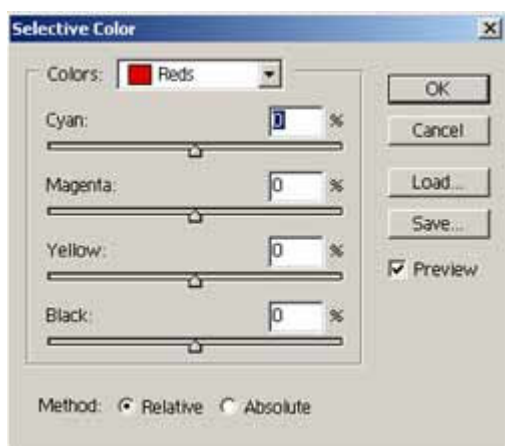 Selective Color
Colors: Reds
OK
Cyan: 0 %
Cancel
Magenta: 0 %
Load...
Yellow: 0 %
Save...
Preview
Black: 0 %
Method: Relative Absolute